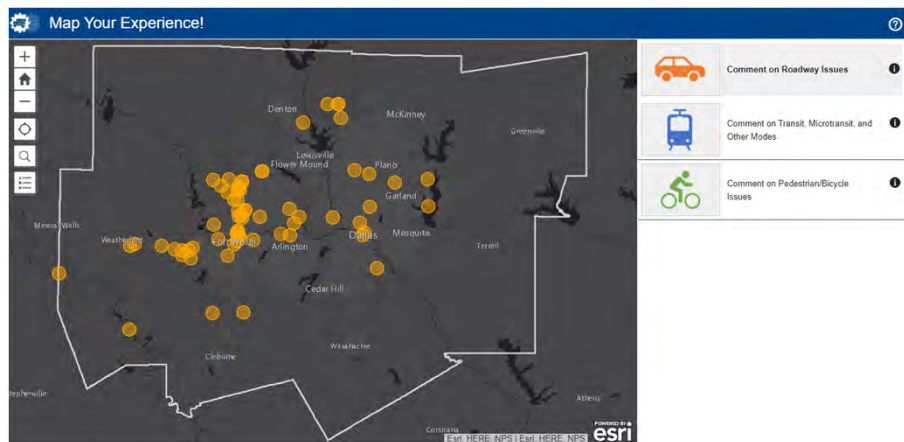 Map Your Experience!
Comment on Roadway Issues
Comment on Transit, Microtransit, and
Other Modes
Comment on Pedestrian/Bicycle
Issues
Denton
McKinney
Greenville
Lewisville
Flower Mound
Plano
Garland
Mineral Wells
Weatherford
Fort Worth
Arlington
Dallas
Mesquite
Terrell
Cedar Hill
Cleburne
Waxahachie
Athens
Corsicana
Esri, HERE, NPS | Esri, HERE, NPS
POWERED BY
esri